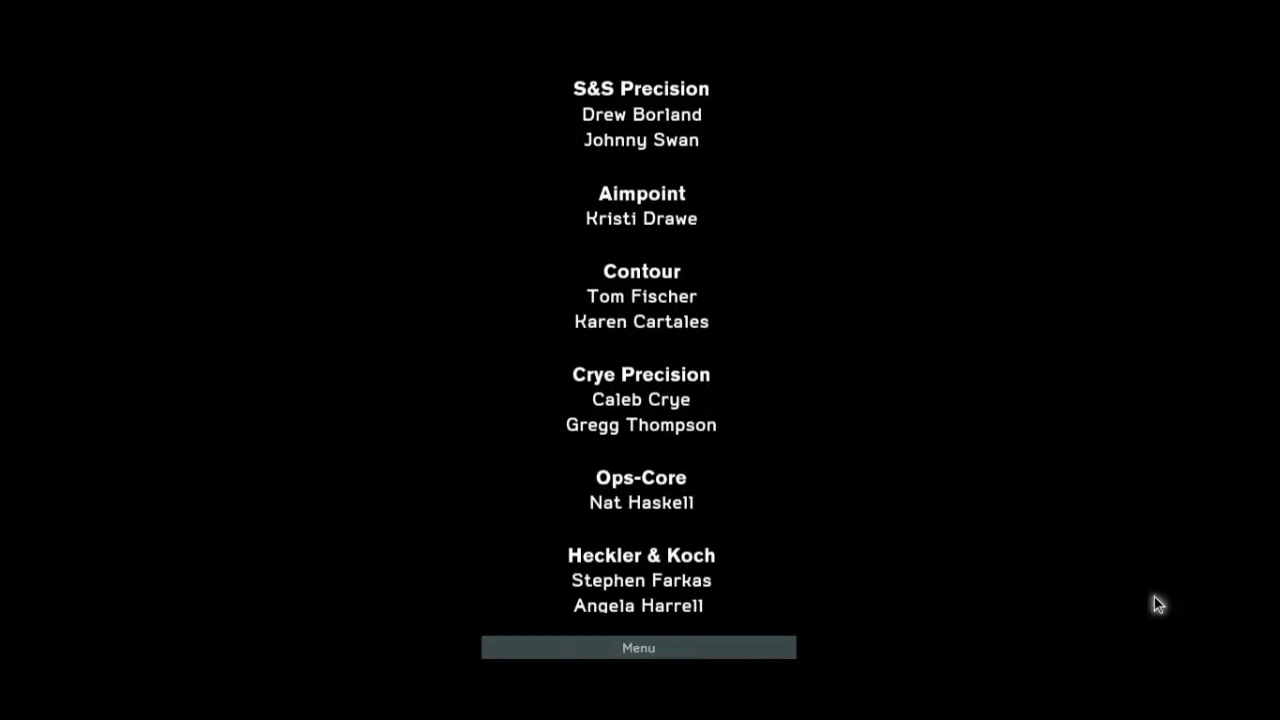 S&S Precision
Drew Borland
Johnny Swan
Aimpoint
Kristi Drawe
Contour
Tom Fischer
Karen Cartales
Crye Precision
Caleb Crye
Gregg Thompson
Ops-Core
Nat Haskell
Heckler & Koch
Stephen Farkas
Angela Harrell
Menu